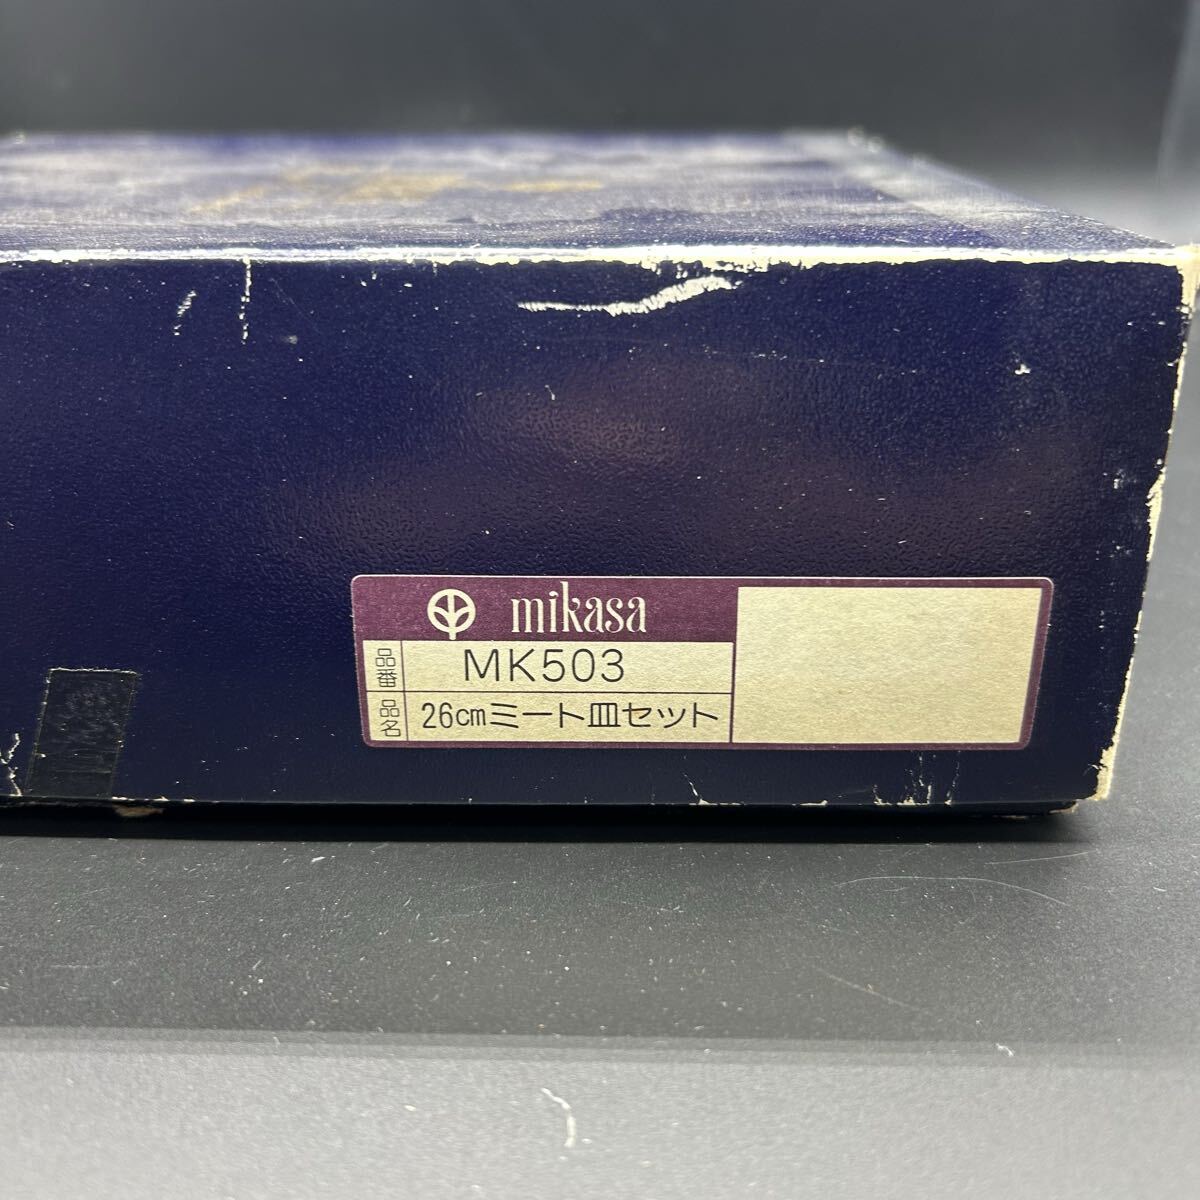 mikasa
品番 MK503
品名 26cmミート皿セット